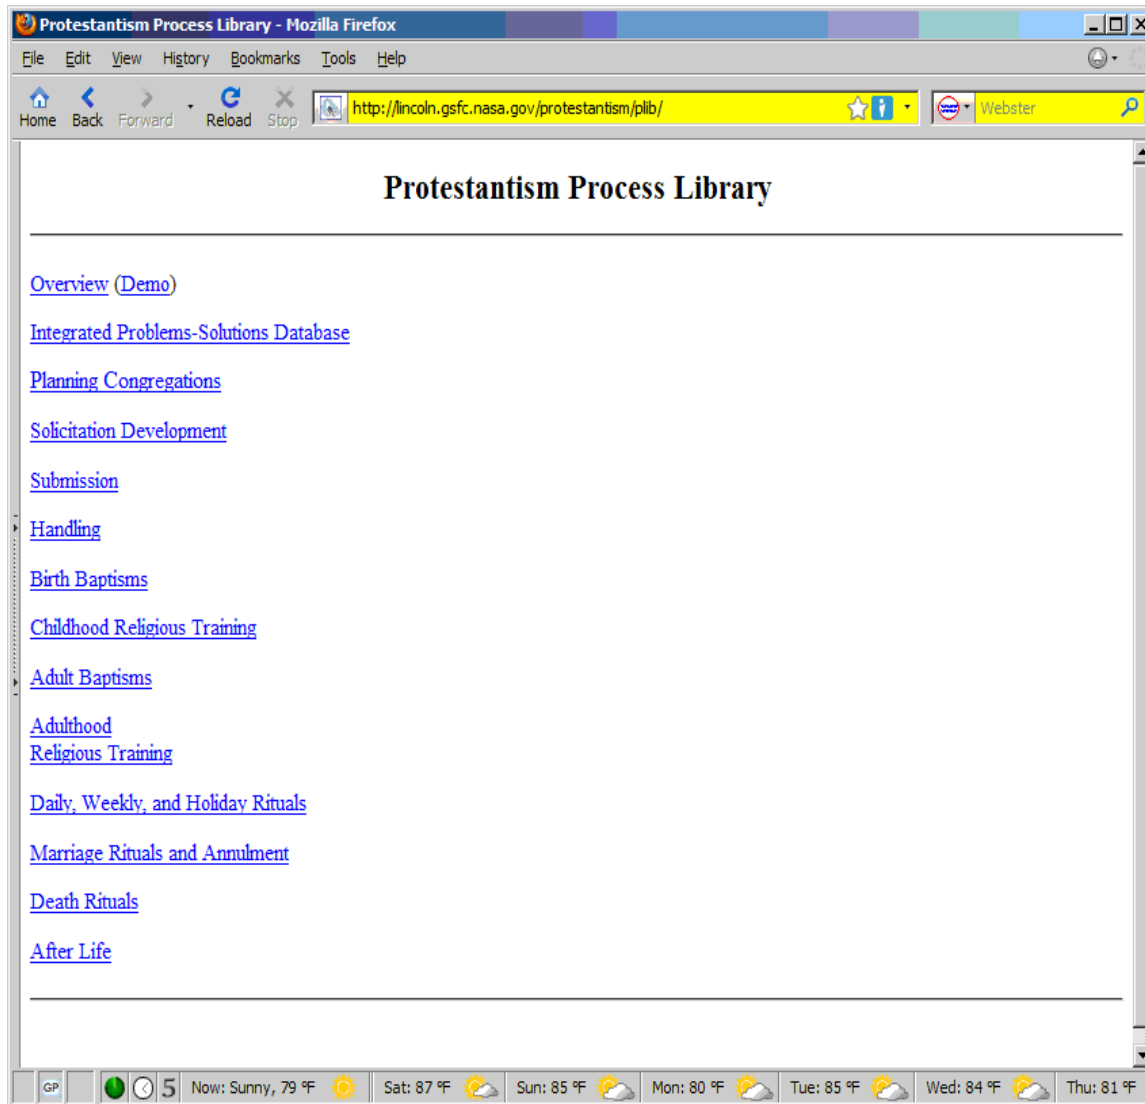 Protestantism Process Library - Mozilla Firefox
File Edit View History Bookmarks Tools Help
Home Back Forward Reload Stop http://lincoln.gsfc.nasa.gov/protestantism/plib/ Webster
Protestantism Process Library
Overview (Demo)
Integrated Problems-Solutions Database
Planning Congregations
Solicitation Development
Submission
Handling
Birth Baptisms
Childhood Religious Training
Adult Baptisms
Adulthood
Religious Training
Daily, Weekly, and Holiday Rituals
Marriage Rituals and Annulment
Death Rituals
After Life
GP 5 Now: Sunny, 79 °F Sat: 87 °F Sun: 85 °F Mon: 80 °F Tue: 85 °F Wed: 84 °F Thu: 81 °F